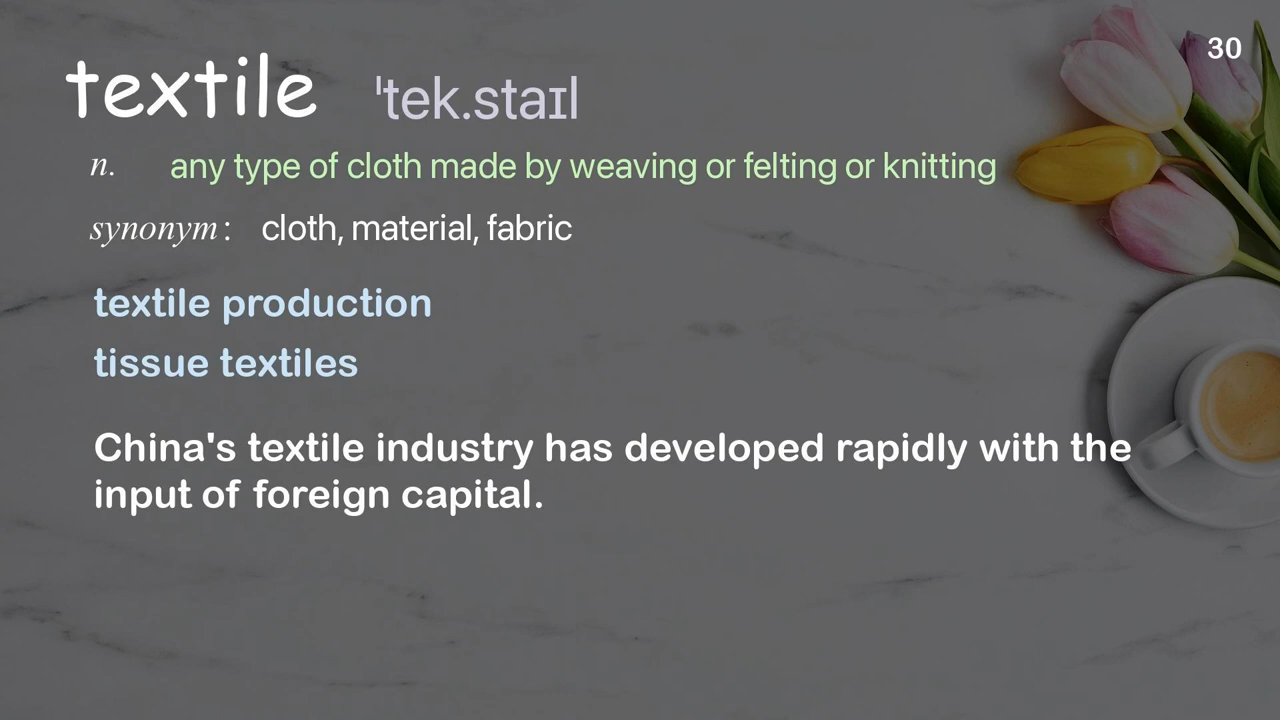 30
textile ˈtek.staɪl
n. any type of cloth made by weaving or felting or knitting
synonym: cloth, material, fabric
textile production
tissue textiles
China's textile industry has developed rapidly with the
input of foreign capital.